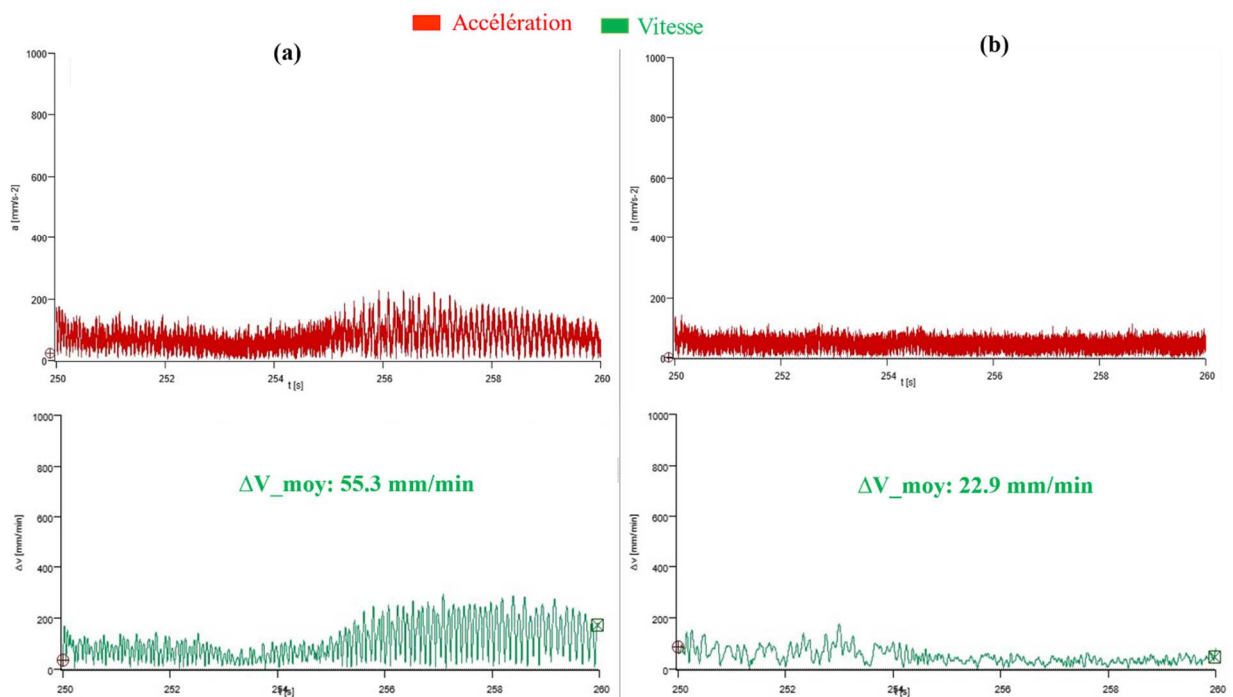 Accélération Vitesse
(a)
1000
800
600
400
200
0
a [mm/s-2]
250 252 254 256 258 260
t [s]
(b)
1000
800
600
400
200
0
a [mm/s-2]
250 252 254 256 258 260
t [s]
1000
800
600
400
200
0
Δv [mm/min]
ΔV_moy: 55.3 mm/min
250 252 254 256 258 260
t[s]
1000
800
600
400
200
0
Δv [mm/min]
ΔV_moy: 22.9 mm/min
250 252 254 256 258 260
t[s]